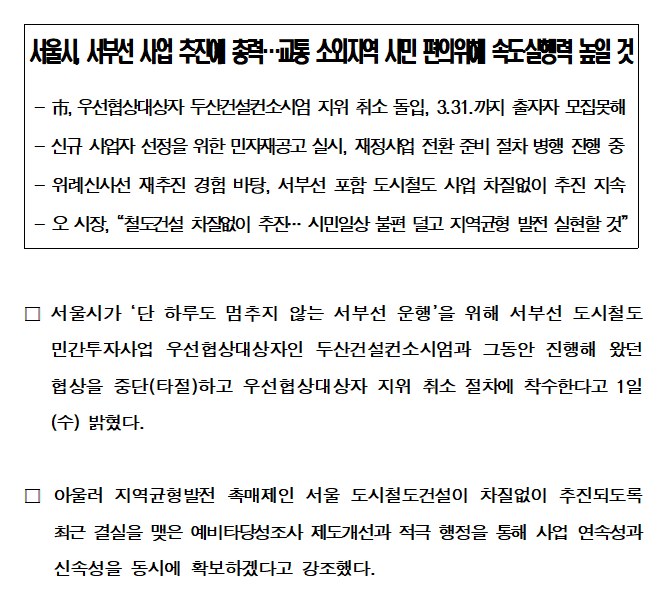 서울시, 서부선 사업 추진에 총력…교통 소외지역 시민 편의위해 속도·실행력 높일 것
- 市, 우선협상대상자 두산건설컨소시엄 지위 취소 돌입, 3.31.까지 출자자 모집못해
- 신규 사업자 선정을 위한 민자재공고 실시, 재정사업 전환 준비 절차 병행 진행 중
- 위례신사선 재추진 경험 바탕, 서부선 포함 도시철도 사업 차질없이 추진 지속
- 오 시장, “철도건설 차질없이 추진… 시민일상 불편 덜고 지역균형 발전 실현할 것”
□ 서울시가 ‘단 하루도 멈추지 않는 서부선 운행’을 위해 서부선 도시철도
민간투자사업 우선협상대상자인 두산건설컨소시엄과 그동안 진행해 왔던
협상을 중단(타절)하고 우선협상대상자 지위 취소 절차에 착수한다고 1일
(수) 밝혔다.
□ 아울러 지역균형발전 촉매제인 서울 도시철도건설이 차질없이 추진되도록
최근 결실을 맺은 예비타당성조사 제도개선과 적극 행정을 통해 사업 연속성과
신속성을 동시에 확보하겠다고 강조했다.